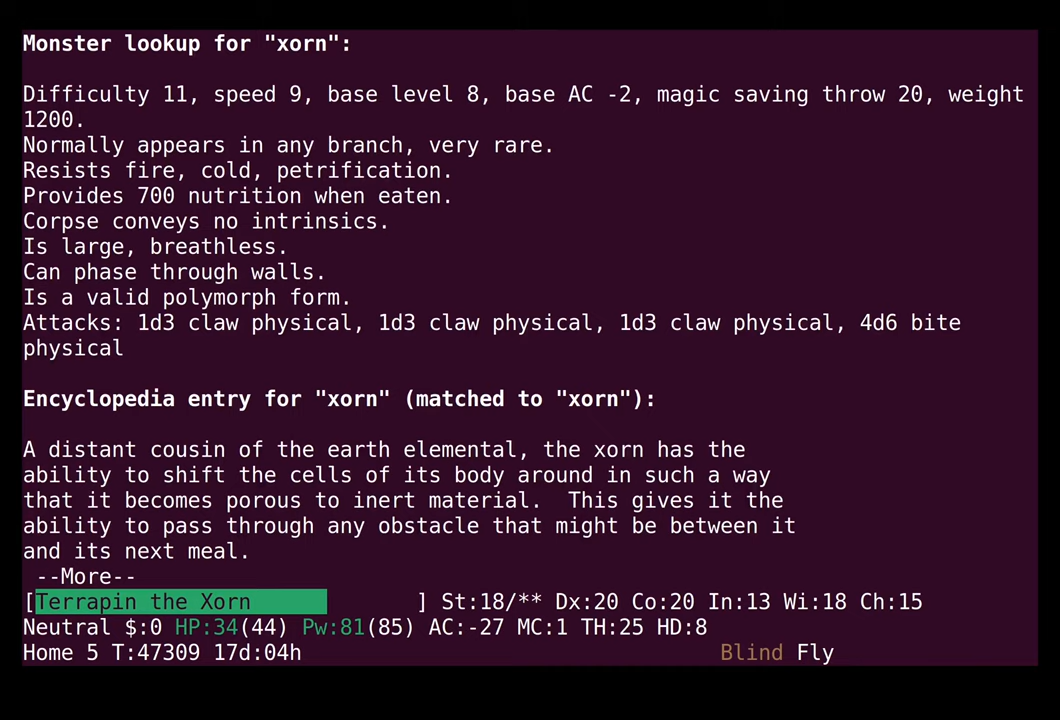 Monster lookup for "xorn":
Difficulty 11, speed 9, base level 8, base AC -2, magic saving throw 20, weight
1200.
Normally appears in any branch, very rare.
Resists fire, cold, petrification.
Provides 700 nutrition when eaten.
Corpse conveys no intrinsics.
Is large, breathless.
Can phase through walls.
Is a valid polymorph form.
Attacks: 1d3 claw physical, 1d3 claw physical, 1d3 claw physical, 4d6 bite
physical
Encyclopedia entry for "xorn" (matched to "xorn"):
A distant cousin of the earth elemental, the xorn has the
ability to shift the cells of its body around in such a way
that it becomes porous to inert material.  This gives it the
ability to pass through any obstacle that might be between it
and its next meal.
--More--
[Terrapin the Xorn ] St:18/** Dx:20 Co:20 In:13 Wi:18 Ch:15
Neutral $:0 HP:34(44) Pw:81(85) AC:-27 MC:1 TH:25 HD:8
Home 5 T:47309 17d:04h Blind Fly